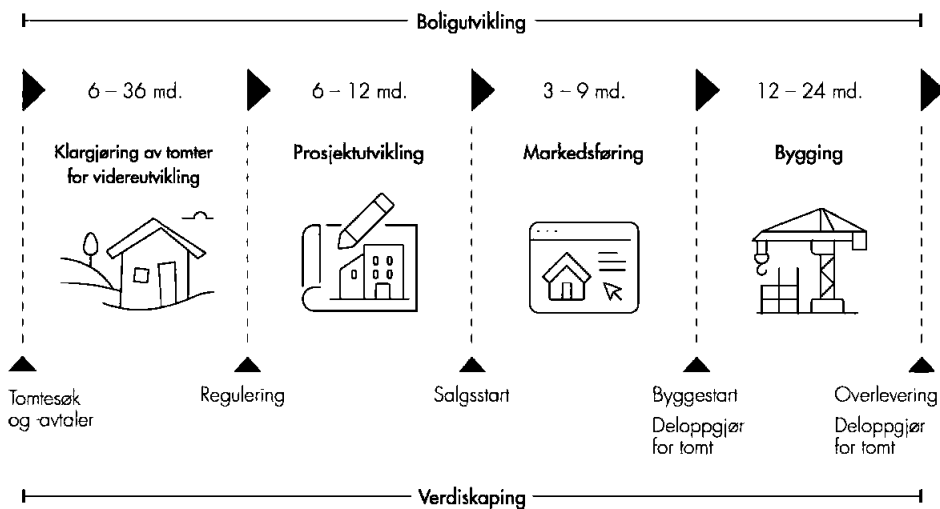 Boligutvikling
6 – 36 md.
6 – 12 md.
3 – 9 md.
12 – 24 md.
Klargjøring av tomter
for videreutvikling
Prosjektutvikling
Markedsføring
Bygging
Tomtesøk
og -avtaler
Regulering
Salgsstart
Byggestart
Deloppgjør
for tomt
Overlevering
Deloppgjør
for tomt
Verdiskaping